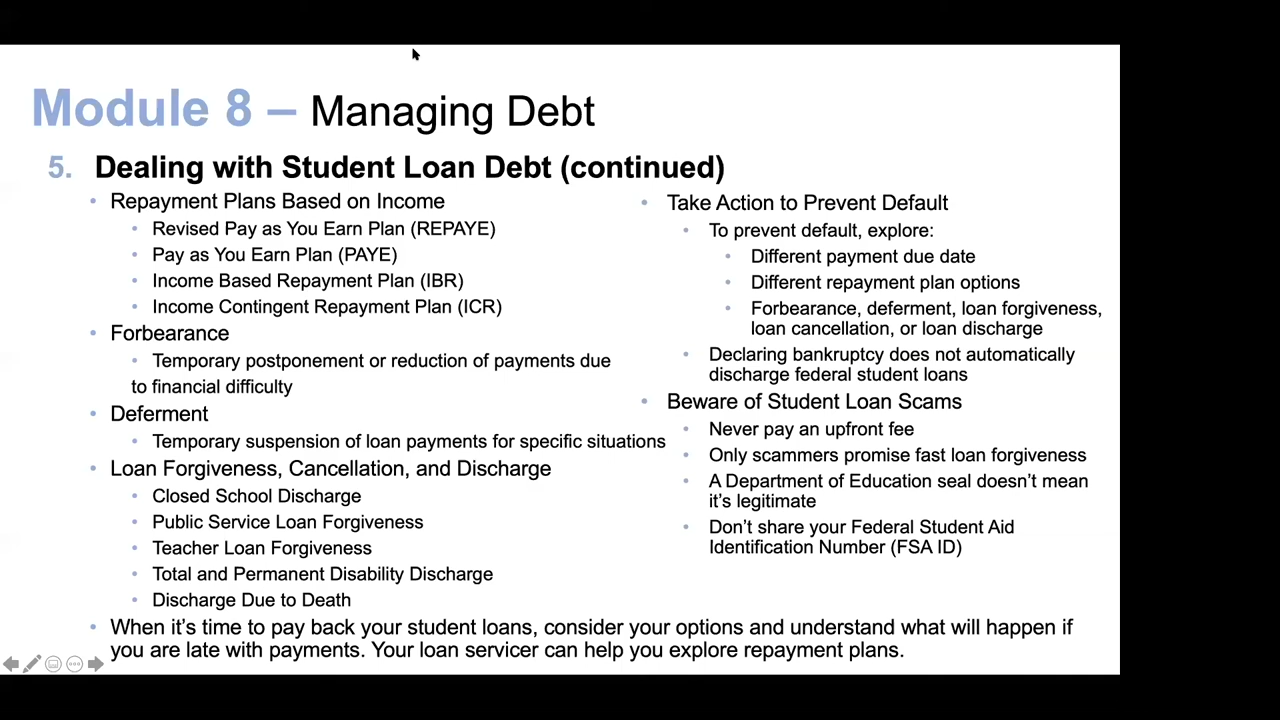 Module 8 – Managing Debt
5. Dealing with Student Loan Debt (continued)
• Repayment Plans Based on Income
• Revised Pay as You Earn Plan (REPAYE)
• Pay as You Earn Plan (PAYE)
• Income Based Repayment Plan (IBR)
• Income Contingent Repayment Plan (ICR)
• Forbearance
• Temporary postponement or reduction of payments due
to financial difficulty
• Deferment
• Temporary suspension of loan payments for specific situations
• Loan Forgiveness, Cancellation, and Discharge
• Closed School Discharge
• Public Service Loan Forgiveness
• Teacher Loan Forgiveness
• Total and Permanent Disability Discharge
• Discharge Due to Death
• Take Action to Prevent Default
• To prevent default, explore:
• Different payment due date
• Different repayment plan options
• Forbearance, deferment, loan forgiveness,
loan cancellation, or loan discharge
• Declaring bankruptcy does not automatically
discharge federal student loans
• Beware of Student Loan Scams
• Never pay an upfront fee
• Only scammers promise fast loan forgiveness
• A Department of Education seal doesn’t mean
it’s legitimate
• Don’t share your Federal Student Aid
Identification Number (FSA ID)
• When it’s time to pay back your student loans, consider your options and understand what will happen if
you are late with payments. Your loan servicer can help you explore repayment plans.